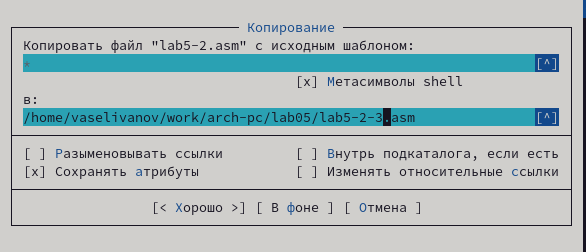 Копирование
Копировать файл "lab5-2.asm" с исходным шаблоном:
* [^]
[x] Метасимволы shell
в:
/home/vaselivanov/work/arch-pc/lab05/lab5-2-3.asm [^]
[ ] Разыменовывать ссылки [ ] Внутрь подкаталога, если есть
[x] Сохранять атрибуты [ ] Изменять относительные ссылки
[< Хорошо >] [ В фоне ] [ Отмена ]